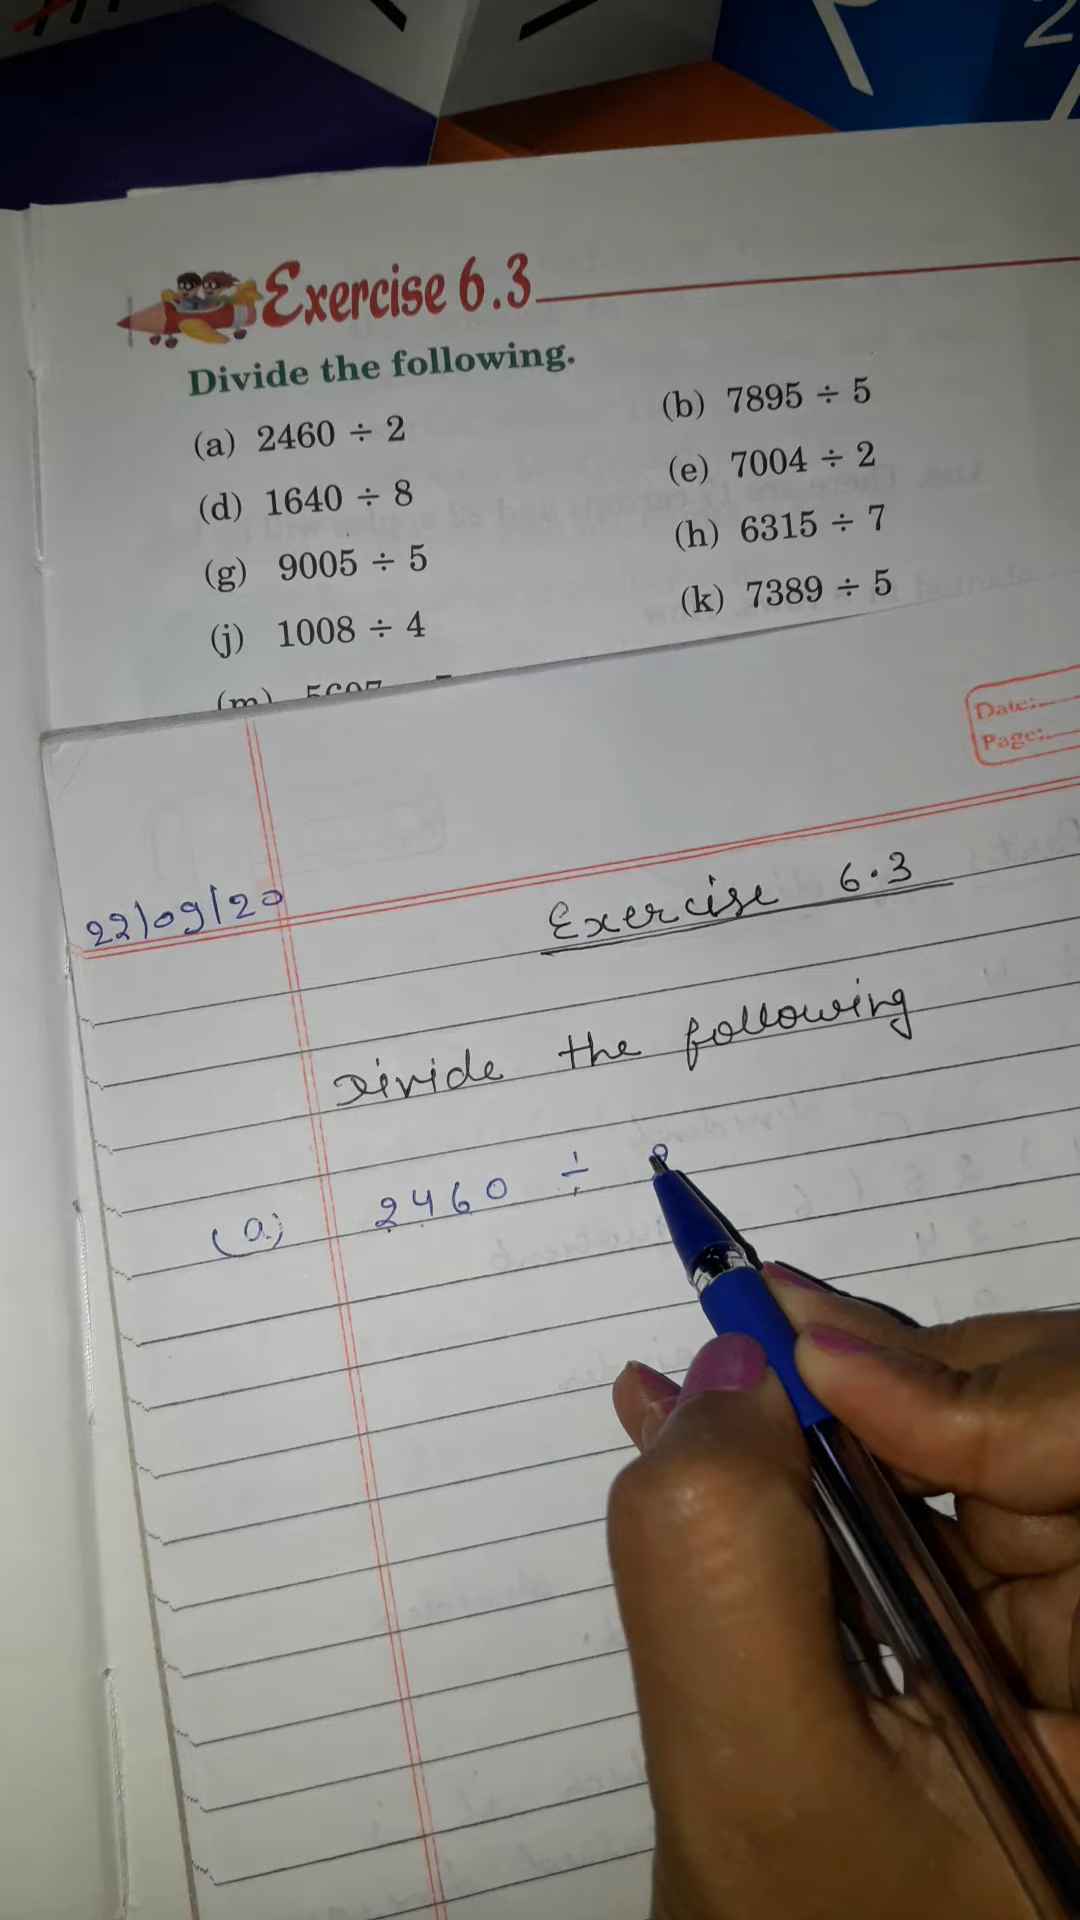 Exercise 6.3
Divide the following.
(a) 2460 ÷ 2 (b) 7895 ÷ 5
(d) 1640 ÷ 8 (e) 7004 ÷ 2
(g) 9005 ÷ 5 (h) 6315 ÷ 7
(j) 1008 ÷ 4 (k) 7389 ÷ 5
(m)
Date:
Page:
22/09/20
Exercise 6.3
Divide the following
(a) 2460 ÷